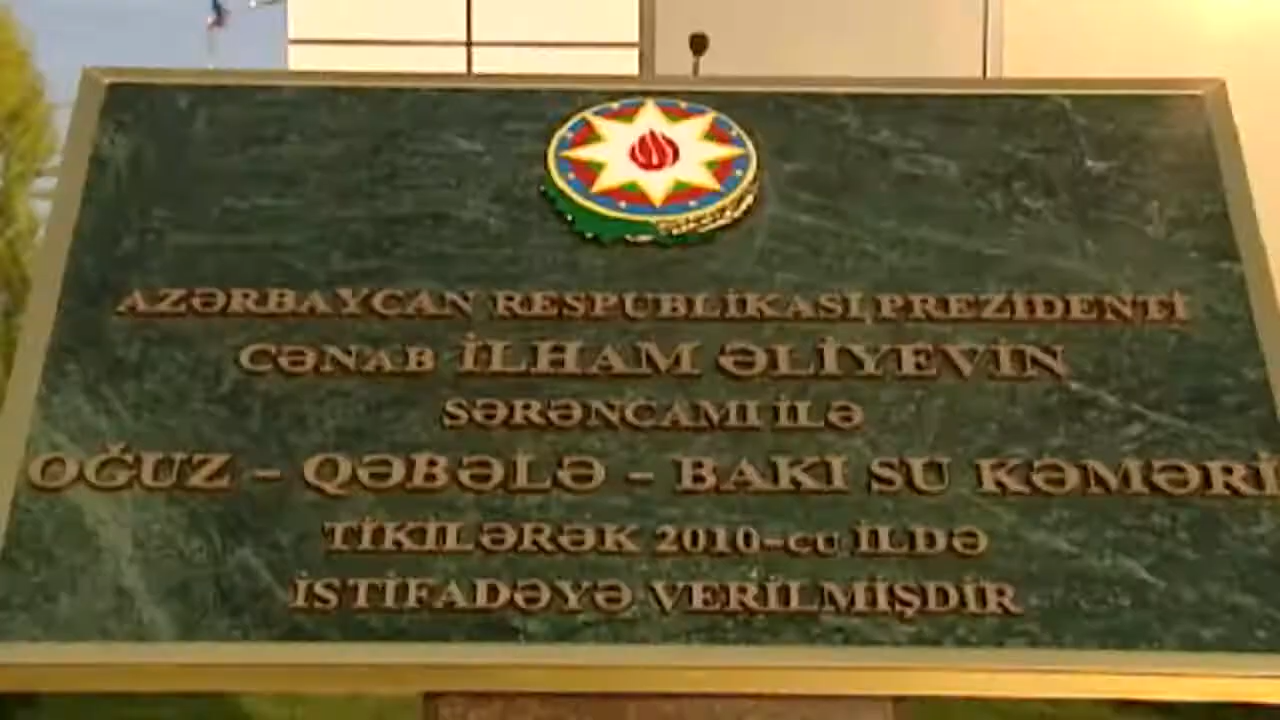 AZƏRBAYCAN RESPUBLİKASI PREZİDENTİ
CƏNAB İLHAM ƏLİYEVİN
SƏRƏNCAMI İLƏ
OĞUZ - QƏBƏLƏ - BAKI SU KƏMƏRİ
TİKİLƏRƏK 2010-cu İLDƏ
İSTİFADƏYƏ VERİLMİŞDİR